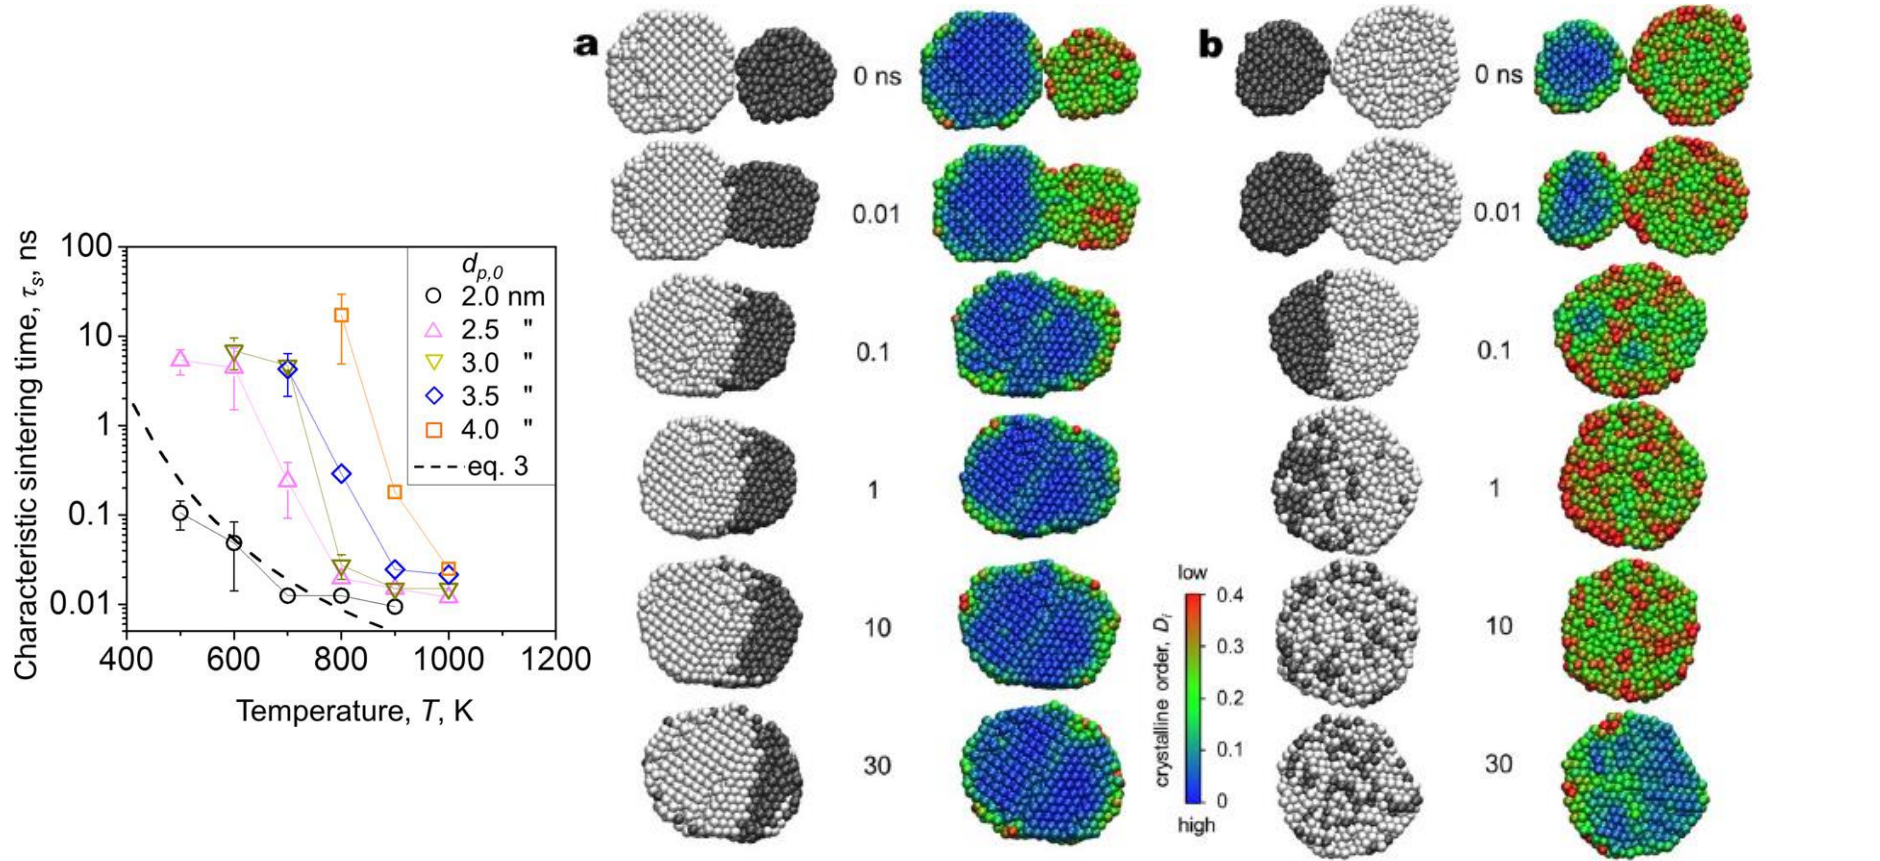 Characteristic sintering time, τs, ns
100
10
1
0.1
0.01
400 600 800 1000 1200
Temperature, T, K
dp,0
2.0 nm
2.5 "
3.0 "
3.5 "
4.0 "
eq. 3
a
0 ns
0.01
0.1
1
10
30
low
0.4
0.3
0.2
0.1
0
high
crystalline order, Di
b
0 ns
0.01
0.1
1
10
30